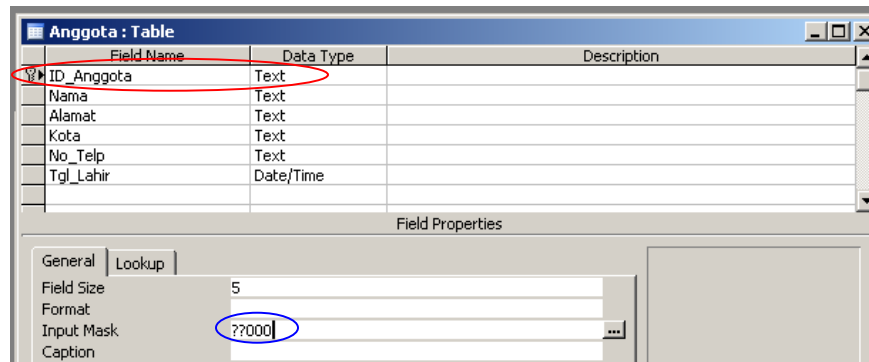 Anggota : Table
Field Name Data Type Description
ID_Anggota Text
Nama Text
Alamat Text
Kota Text
No_Telp Text
Tgl_Lahir Date/Time
Field Properties
General Lookup
Field Size 5
Format
Input Mask ??000 ...
Caption